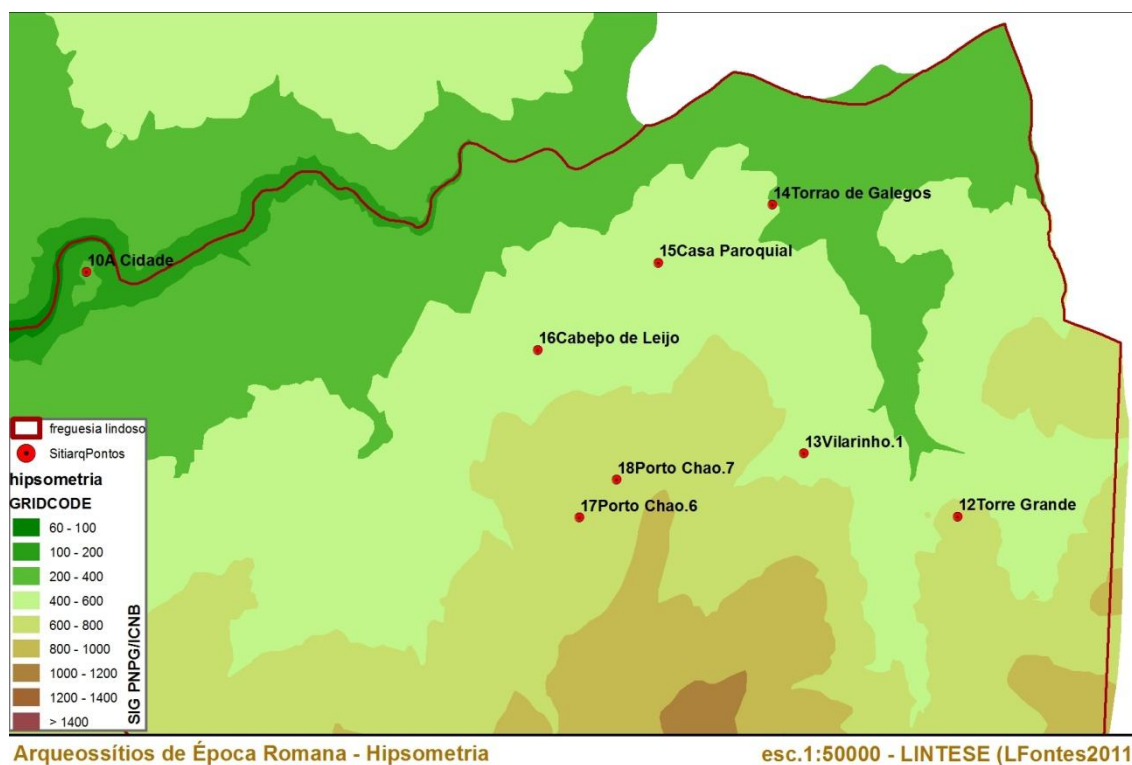 14Torrao de Galegos
15Casa Paroquial
10A Cidade
16Cabeþo de Leijo
13Vilarinho.1
18Porto Chao.7
17Porto Chao.6
12Torre Grande
freguesia lindoso
SitiarqPontos
hipsometria
GRIDCODE
60 - 100
100 - 200
200 - 400
400 - 600
600 - 800
800 - 1000
1000 - 1200
1200 - 1400
> 1400
SIG PNPG/ICNB
Arqueossítios de Época Romana - Hipsometria
esc.1:50000 - LINTESE (LFontes2011